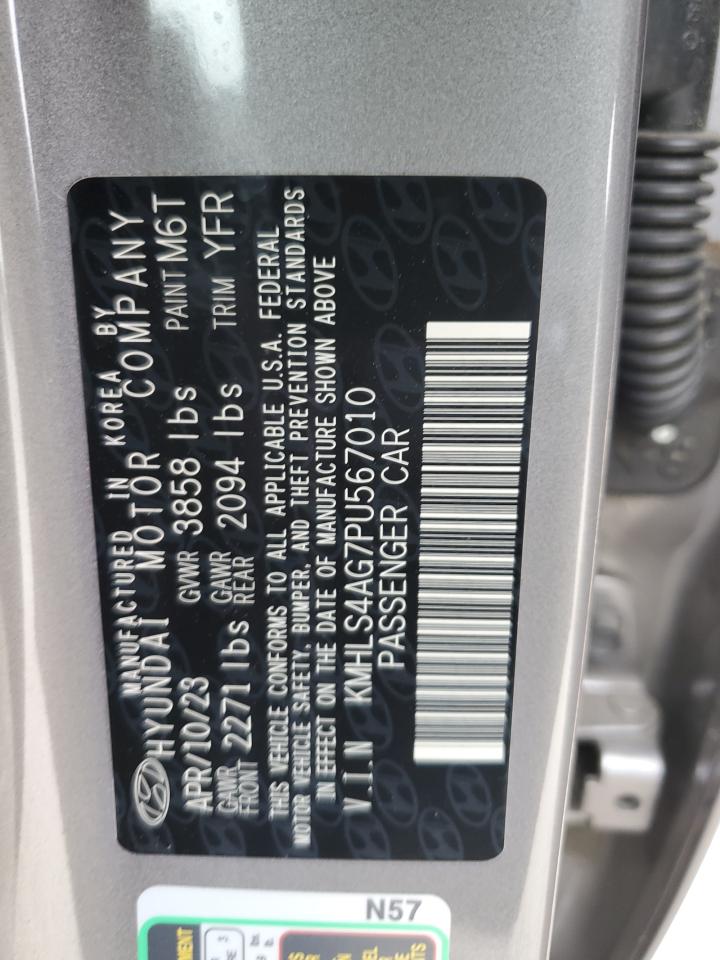 MANUFACTURED IN KOREA BY
HYUNDAI MOTOR COMPANY
APR/10/23 GVWR 3858 lbs PAINT M6T
GAWR FRONT 2271 lbs GAWR REAR 2094 lbs TRIM YFR
THIS VEHICLE CONFORMS TO ALL APPLICABLE U.S.A. FEDERAL
MOTOR VEHICLE SAFETY, BUMPER, AND THEFT PREVENTION STANDARDS
IN EFFECT ON THE DATE OF MANUFACTURE SHOWN ABOVE
V.I.N KMHLS4AG7PU567010
PASSENGER CAR
N57